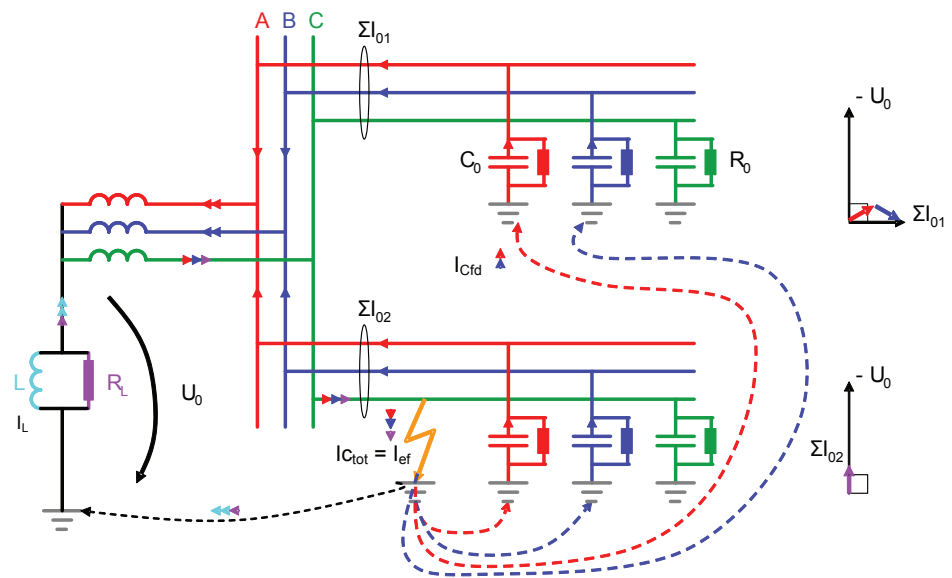 A B C
ΣI01
- U0
C0
R0
ΣI01
ICfd
ΣI02
- U0
L
RL
U0
IL
Ictot = Ief
ΣI02